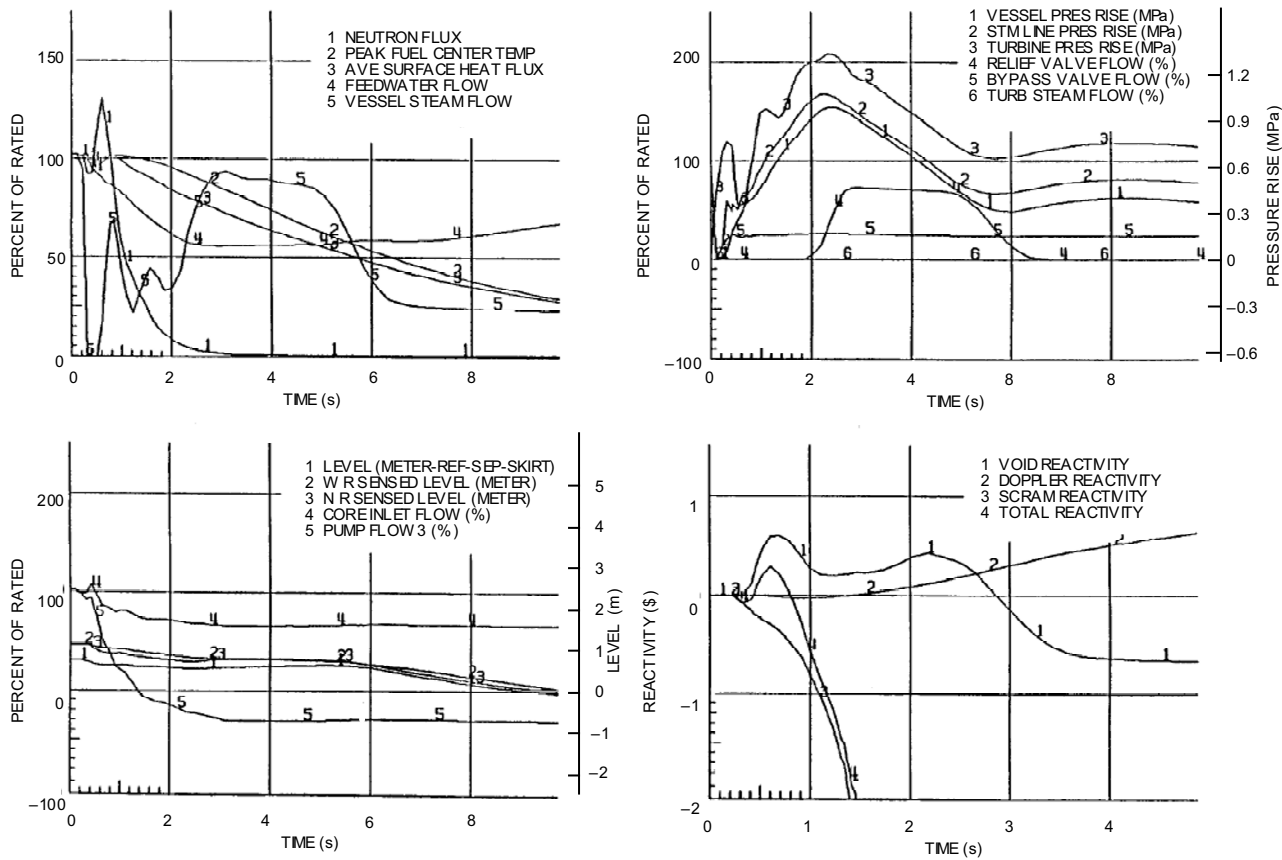 1 NEUTRON FLUX
2 PEAK FUEL CENTER TEMP
3 AVE SURFACE HEAT FLUX
4 FEEDWATER FLOW
5 VESSEL STEAM FLOW
PERCENT OF RATED
150
100
50
0
0 2 4 6 8
TIME (s)
1 VESSEL PRES RISE (MPa)
2 STM LINE PRES RISE (MPa)
3 TURBINE PRES RISE (MPa)
4 RELIEF VALVE FLOW (%)
5 BYPASS VALVE FLOW (%)
6 TURB STEAM FLOW (%)
PERCENT OF RATED
200
100
0
−100
PRESSURE RISE (MPa)
1.2
0.9
0.6
0.3
0
−0.3
−0.6
0 2 4 8 8
TIME (s)
1 LEVEL (METER-REF-SEP-SKIRT)
2 W R SENSED LEVEL (METER)
3 N R SENSED LEVEL (METER)
4 CORE INLET FLOW (%)
5 PUMP FLOW 3 (%)
PERCENT OF RATED
200
100
0
−100
LEVEL (m)
5
4
3
2
1
0
−1
−2
0 2 4 6 8
TIME (s)
1 VOID REACTIVITY
2 DOPPLER REACTIVITY
3 SCRAM REACTIVITY
4 TOTAL REACTIVITY
REACTIVITY ($)
1
0
−1
−2
0 1 2 3 4
TIME (s)